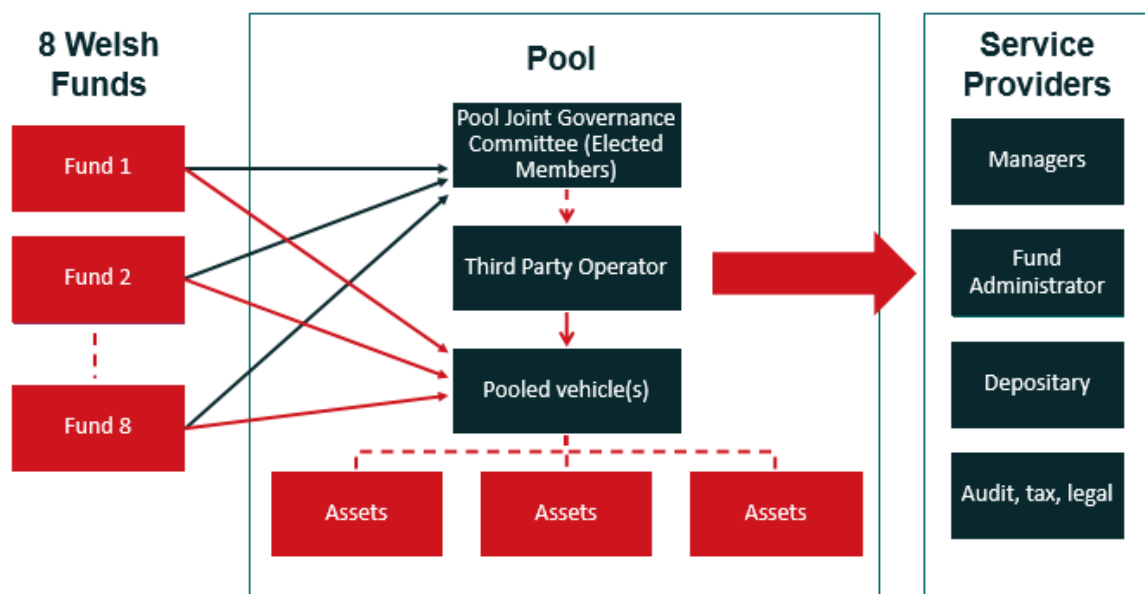 8 Welsh
Funds
Fund 1
Fund 2
Fund 8
Pool
Pool Joint Governance
Committee (Elected
Members)
Third Party Operator
Pooled vehicle(s)
Assets
Assets
Assets
Service
Providers
Managers
Fund
Administrator
Depositary
Audit, tax, legal